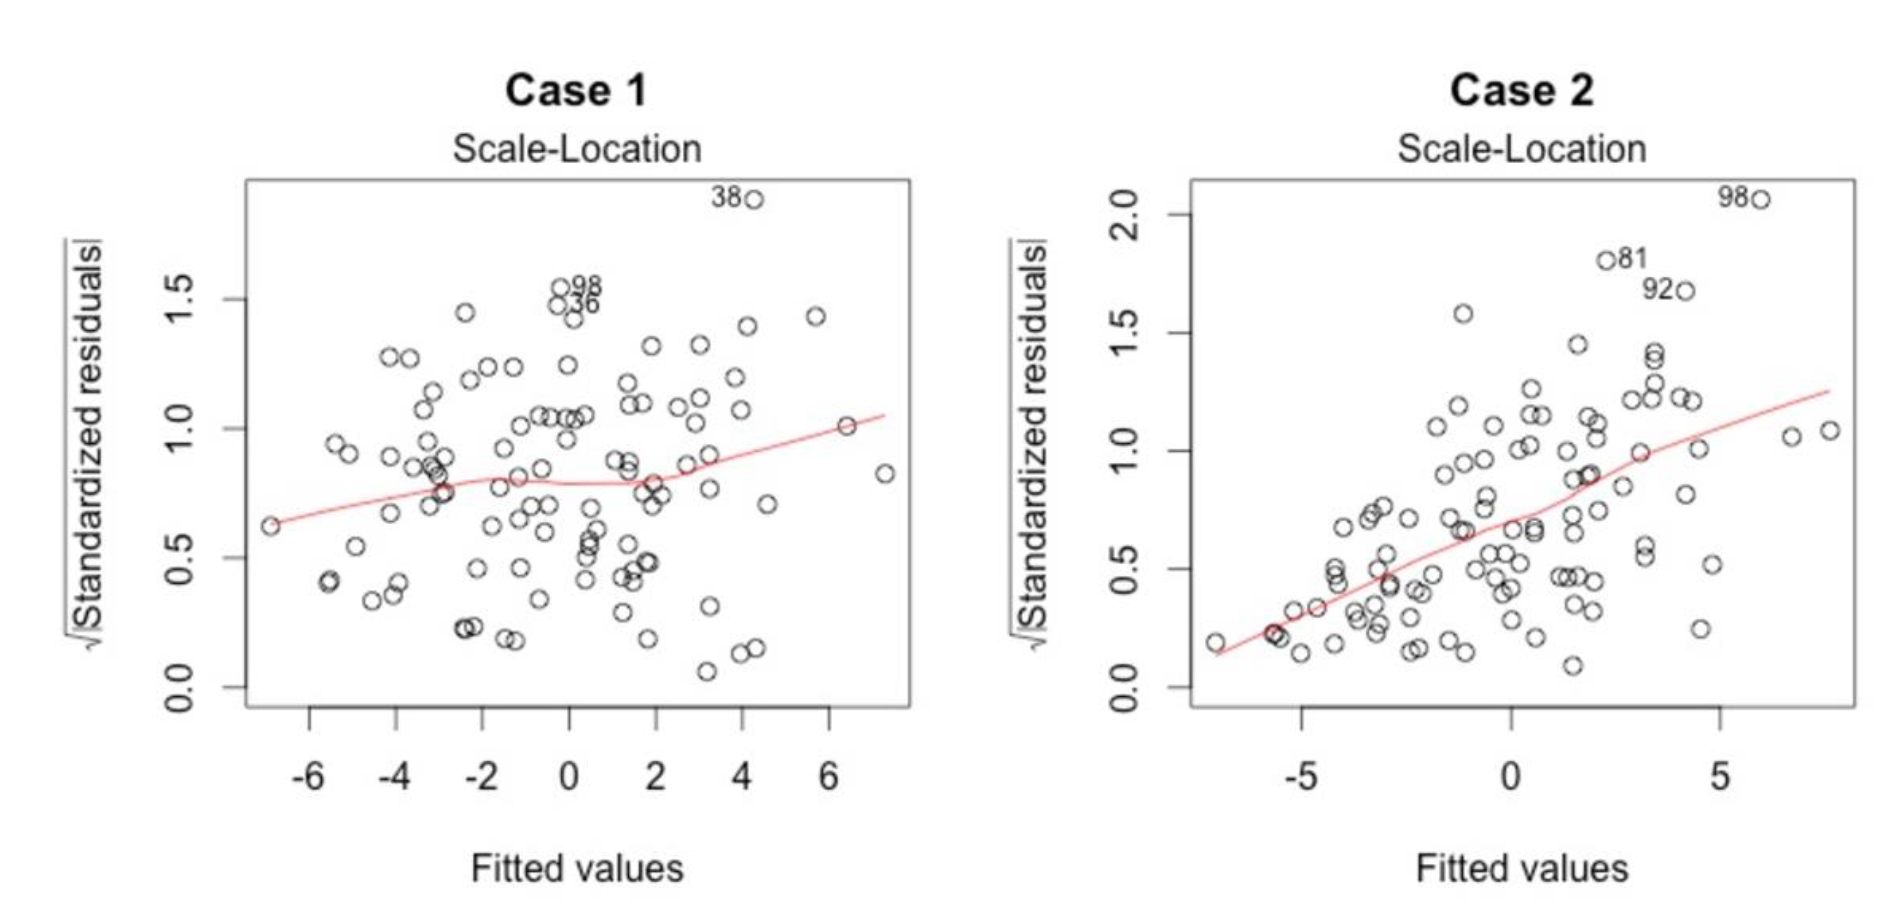 Case 1
Scale-Location
√|Standardized residuals|
0.0 0.5 1.0 1.5
38
98
36
-6 -4 -2 0 2 4 6
Fitted values
Case 2
Scale-Location
√|Standardized residuals|
0.0 0.5 1.0 1.5 2.0
98
81
92
-5 0 5
Fitted values